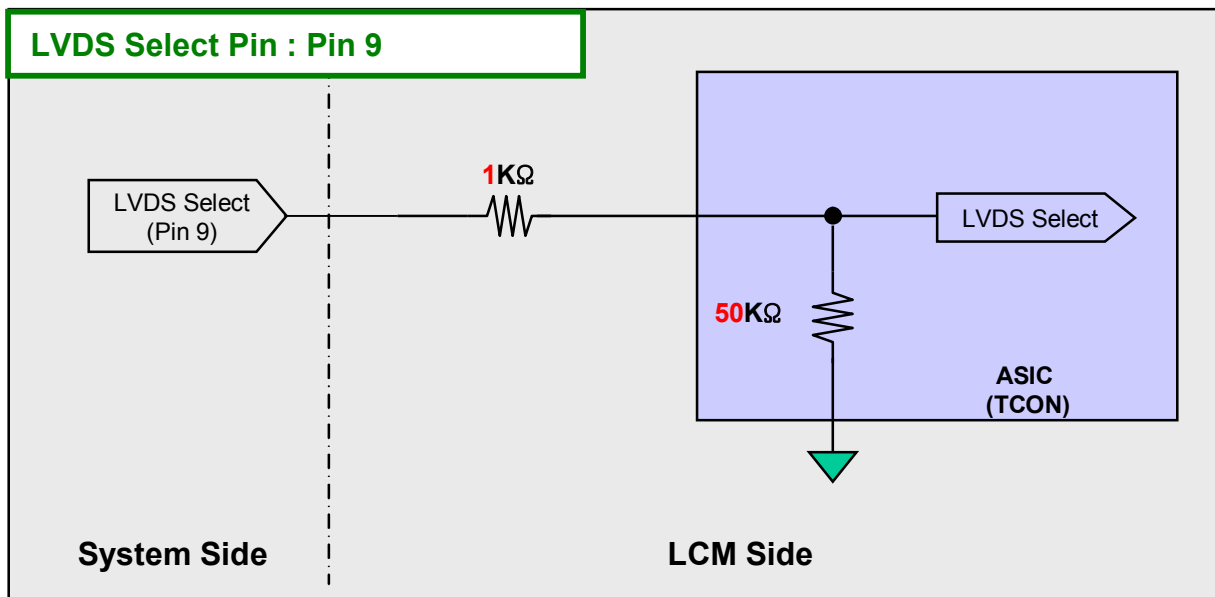 LVDS Select Pin : Pin 9
1KΩ
LVDS Select
(Pin 9)
LVDS Select
50KΩ
ASIC
(TCON)
System Side
LCM Side